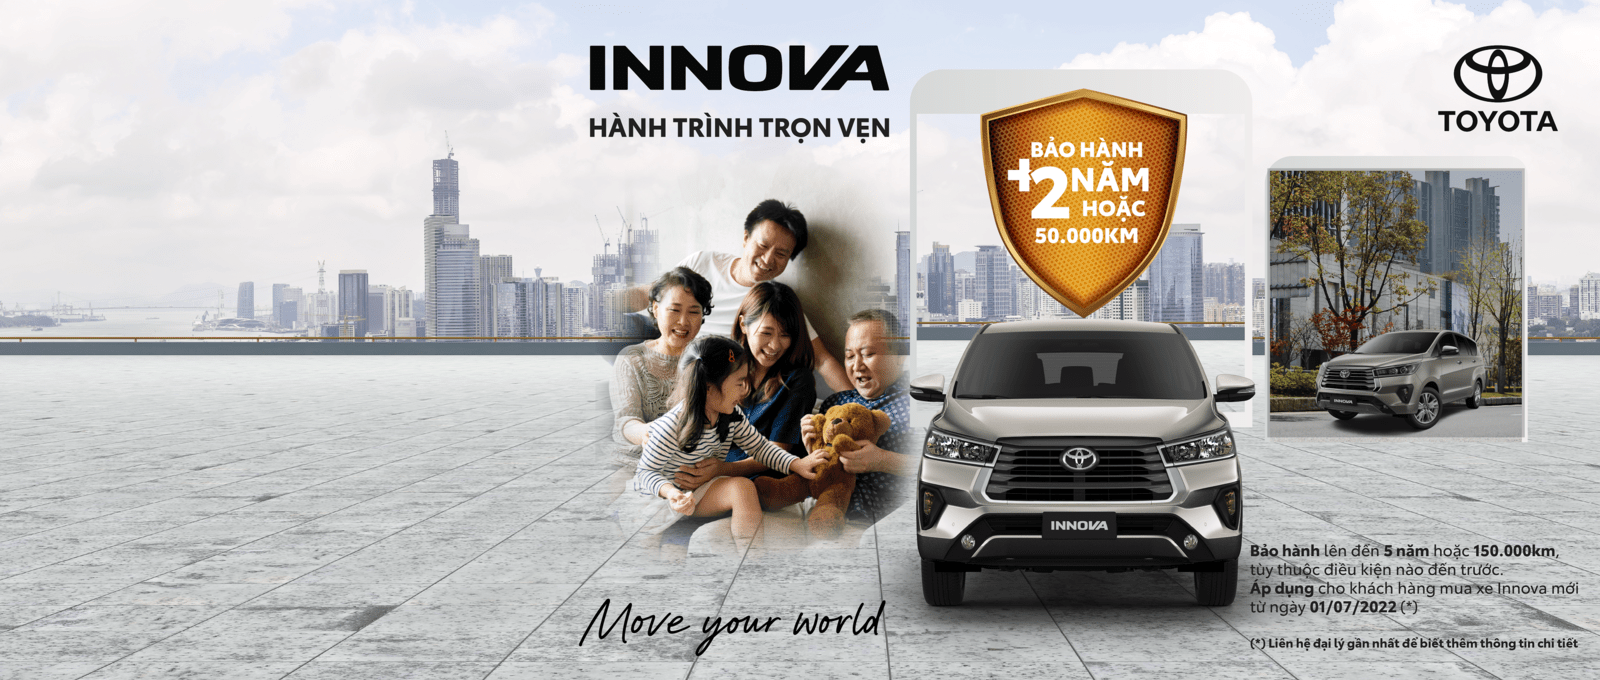 INNOVA
HÀNH TRÌNH TRỌN VẸN
BẢO HÀNH
+2 NĂM
HOẶC
50.000KM
TOYOTA
INNOVA
INNOVA
Move your world
Bảo hành lên đến 5 năm hoặc 150.000km,
tùy thuộc điều kiện nào đến trước.
Áp dụng cho khách hàng mua xe Innova mới
từ ngày 01/07/2022 (*)
(*) Liên hệ đại lý gần nhất để biết thêm thông tin chi tiết